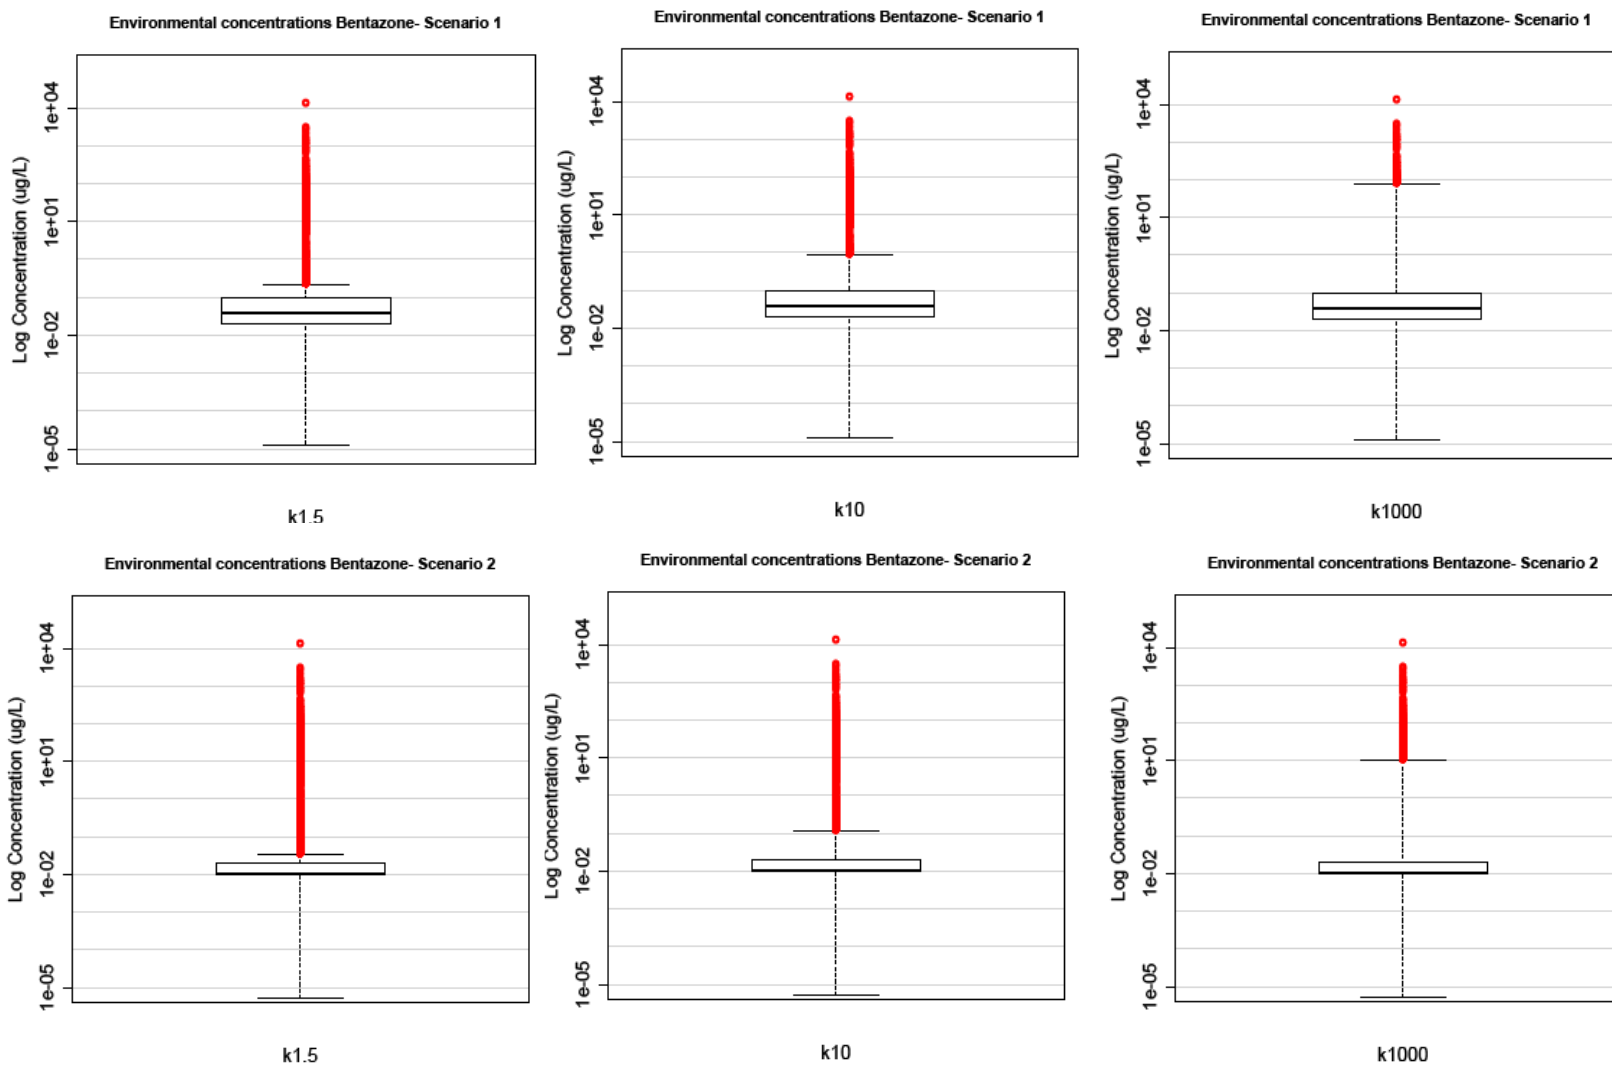 Environmental concentrations Bentazone- Scenario 1
Log Concentration (ug/L)
1e+04
1e+01
1e-02
1e-05
k1.5
Environmental concentrations Bentazone- Scenario 1
Log Concentration (ug/L)
1e+04
1e+01
1e-02
1e-05
k10
Environmental concentrations Bentazone- Scenario 1
Log Concentration (ug/L)
1e+04
1e+01
1e-02
1e-05
k1000
Environmental concentrations Bentazone- Scenario 2
Log Concentration (ug/L)
1e+04
1e+01
1e-02
1e-05
k1.5
Environmental concentrations Bentazone- Scenario 2
Log Concentration (ug/L)
1e+04
1e+01
1e-02
1e-05
k10
Environmental concentrations Bentazone- Scenario 2
Log Concentration (ug/L)
1e+04
1e+01
1e-02
1e-05
k1000